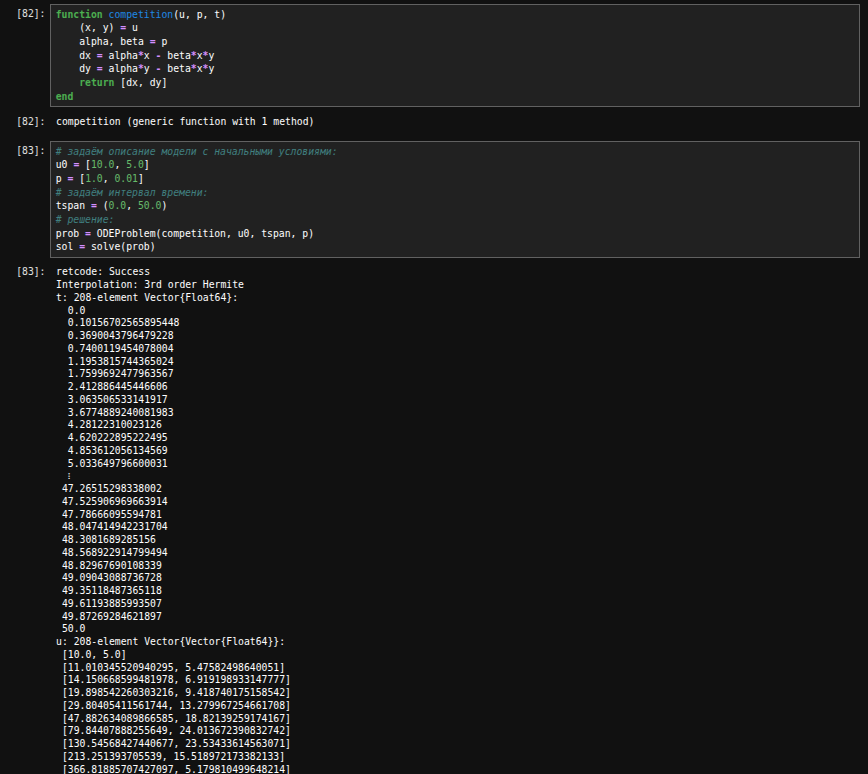 [82]: function competition(u, p, t)
(x, y) = u
alpha, beta = p
dx = alpha*x - beta*x*y
dy = alpha*y - beta*x*y
return [dx, dy]
end
[82]: competition (generic function with 1 method)
[83]: # задаём описание модели с начальными условиями:
u0 = [10.0, 5.0]
p = [1.0, 0.01]
# задаём интервал времени:
tspan = (0.0, 50.0)
# решение:
prob = ODEProblem(competition, u0, tspan, p)
sol = solve(prob)
[83]: retcode: Success
Interpolation: 3rd order Hermite
t: 208-element Vector{Float64}:
0.0
0.10156702565895448
0.3690043796479228
0.7400119454078004
1.1953815744365024
1.7599692477963567
2.412886445446606
3.063506533141917
3.6774889240081983
4.28122310023126
4.620222895222495
4.853612056134569
5.033649796600031
⋮
47.26515298338002
47.525906969663914
47.78666095594781
48.047414942231704
48.3081689285156
48.568922914799494
48.82967690108339
49.09043088736728
49.35118487365118
49.61193885993507
49.87269284621897
50.0
u: 208-element Vector{Vector{Float64}}:
[10.0, 5.0]
[11.010345520940295, 5.47582498640051]
[14.150668599481978, 6.919198933147777]
[19.898542260303216, 9.418740175158542]
[29.80405411561744, 13.279967254661708]
[47.882634089866585, 18.82139259174167]
[79.84407888255649, 24.013672390832742]
[130.54568427440677, 23.53433614563071]
[213.251393705539, 15.518972173382133]
[366.81885707427097, 5.179810499648214]